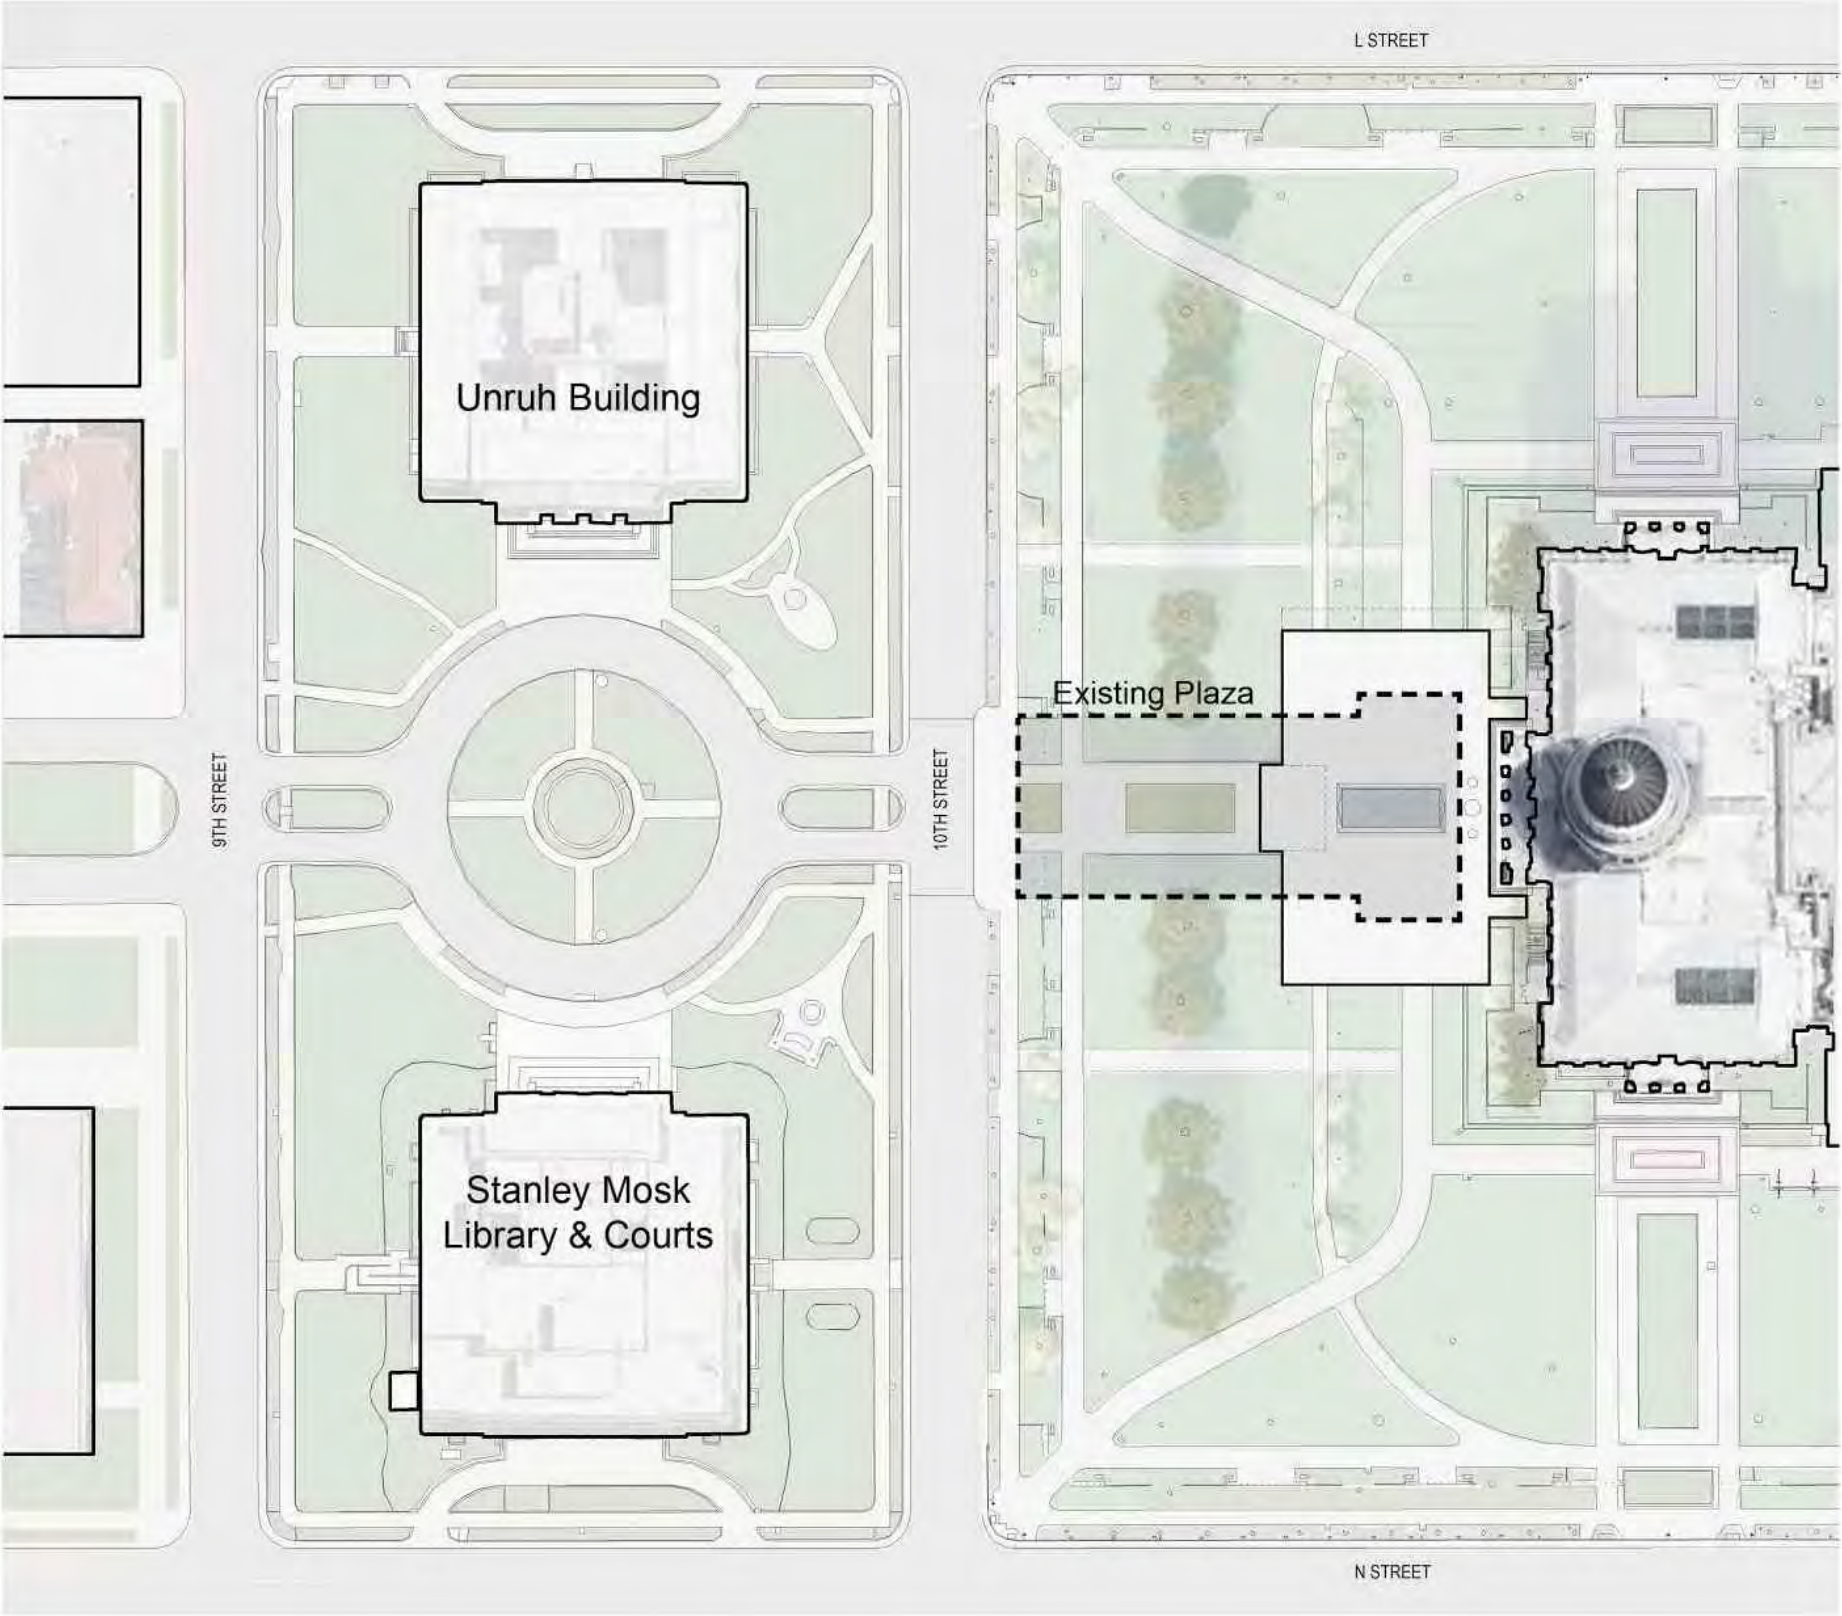 L STREET
Unruh Building
Existing Plaza
9TH STREET
10TH STREET
Stanley Mosk
Library & Courts
N STREET